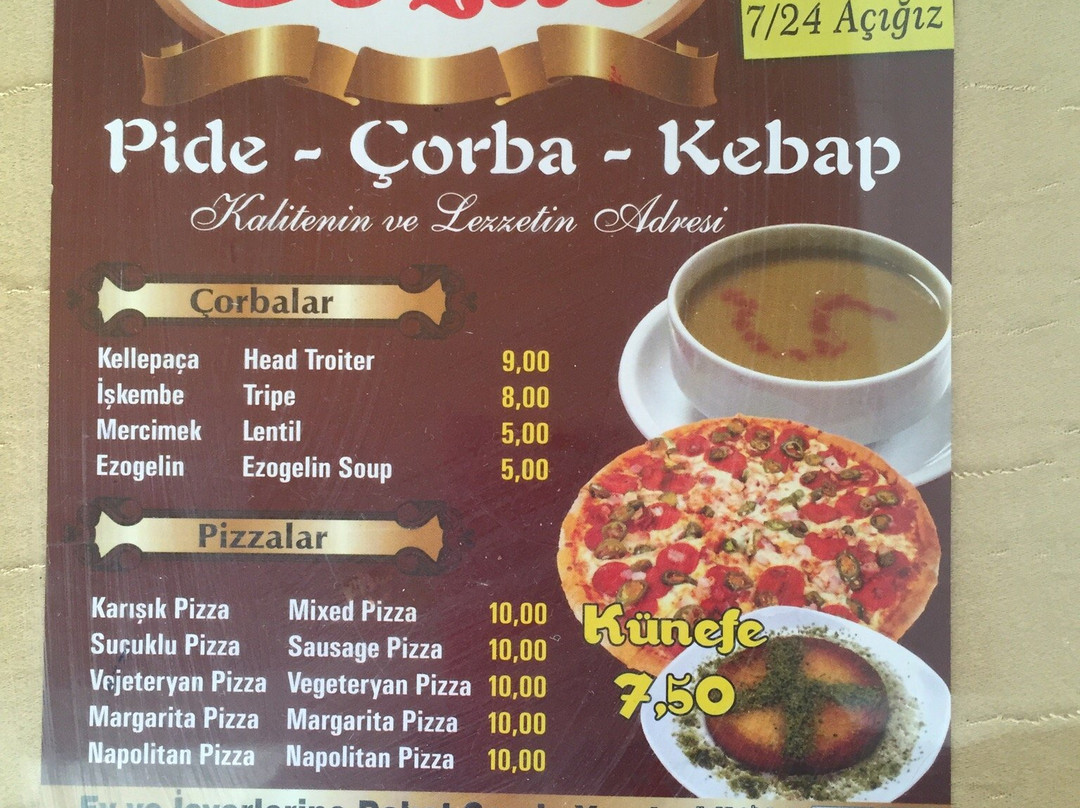 7/24 Açığız
Pide - Çorba - Kebap
Kalitenin ve Lezzetin Adresi
Çorbalar
Kellepaça Head Troiter 9,00
İşkembe Tripe 8,00
Mercimek Lentil 5,00
Ezogelin Ezogelin Soup 5,00
Pizzalar
Karışık Pizza Mixed Pizza 10,00
Suçuklu Pizza Sausage Pizza 10,00
Vejeteryan Pizza Vegeteryan Pizza 10,00
Margarita Pizza Margarita Pizza 10,00
Napolitan Pizza Napolitan Pizza 10,00
Künefe
7,50